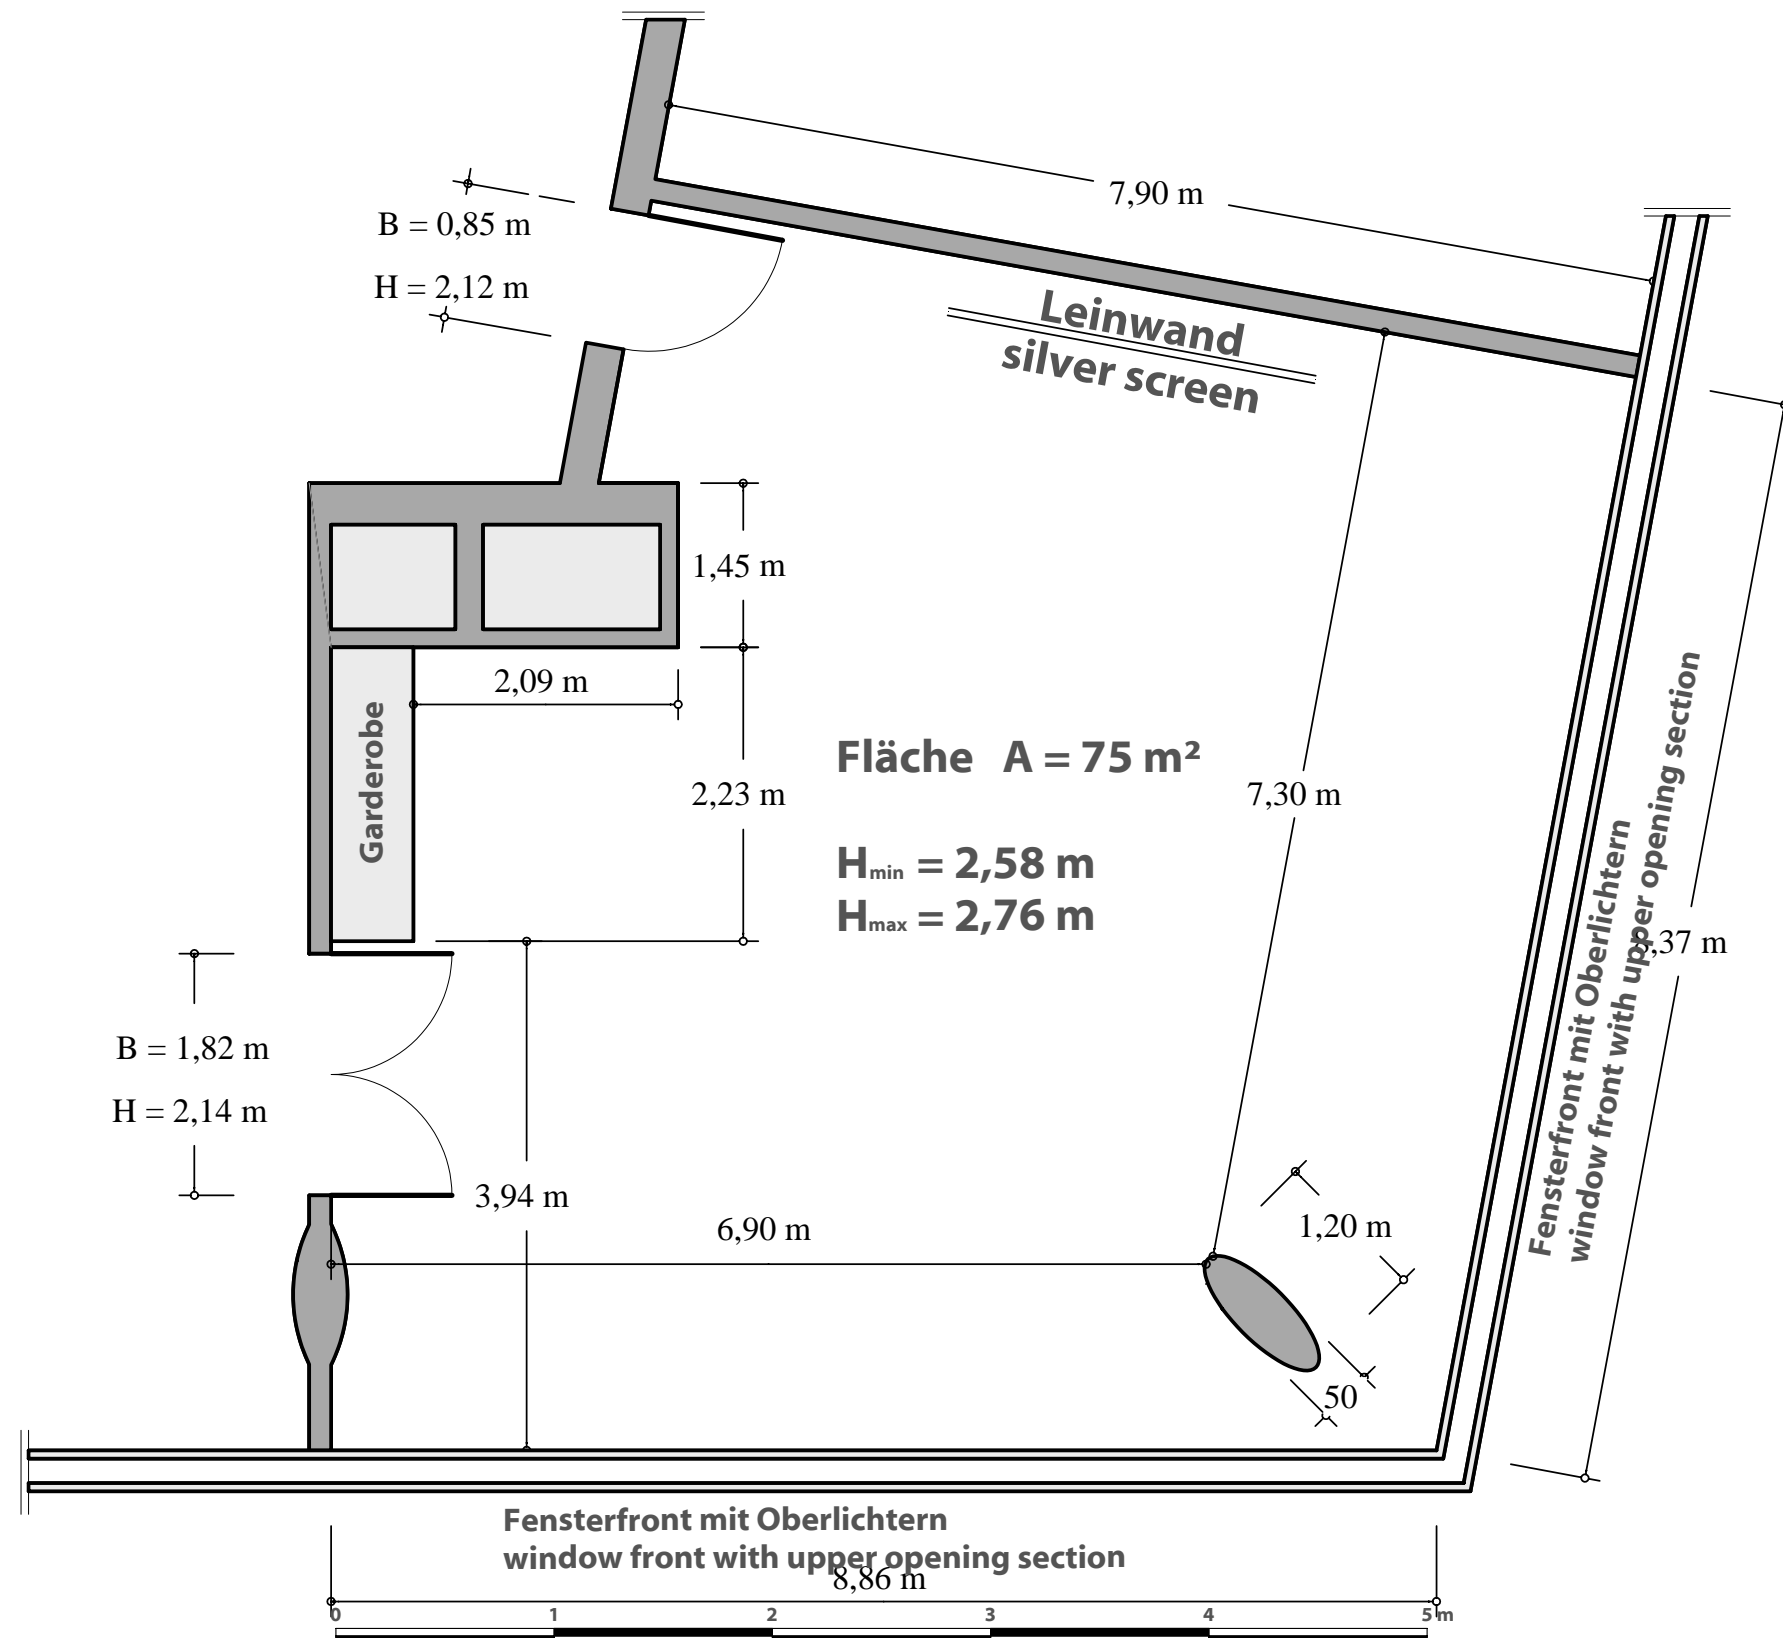 7,90 m
B = 0,85 m
H = 2,12 m
Leinwand
silver screen
1,45 m
2,09 m
Garderobe
2,23 m
Fläche A = 75 m²
7,30 m
Hmin = 2,58 m
Hmax = 2,76 m
Fensterfront mit Oberlichtern
window front with upper opening section
8,37 m
B = 1,82 m
H = 2,14 m
3,94 m
6,90 m
1,20 m
50
Fensterfront mit Oberlichtern
window front with upper opening section
8,86 m
0 1 2 3 4 5 m